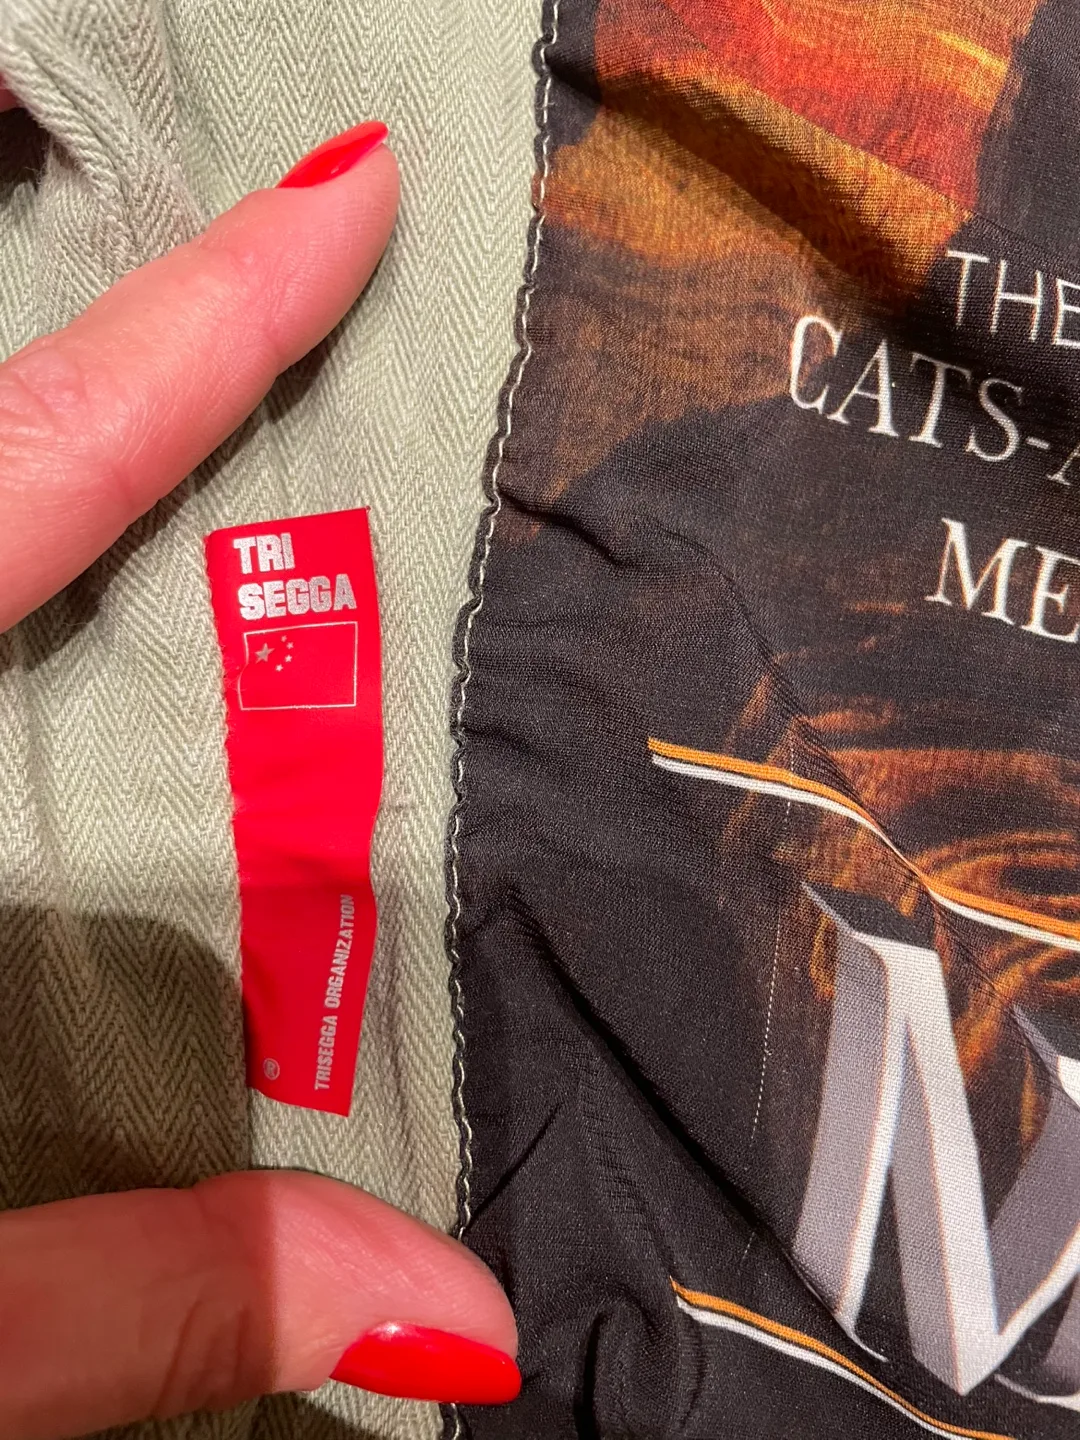 TRI
SEGGA
TRISEGGA ORGANIZATION
®
THE
CATS-
ME